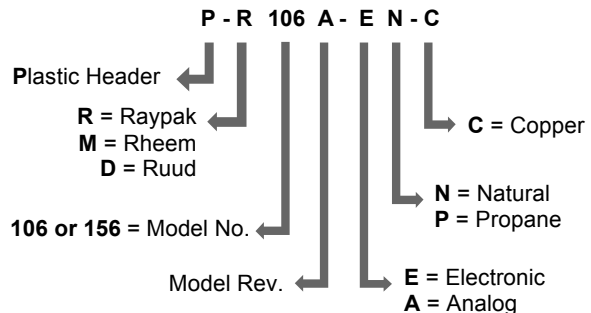 P - R 106 A - E N - C
Plastic Header
R = Raypak
M = Rheem
D = Ruud
C = Copper
N = Natural
P = Propane
106 or 156 = Model No.
Model Rev.
E = Electronic
A = Analog